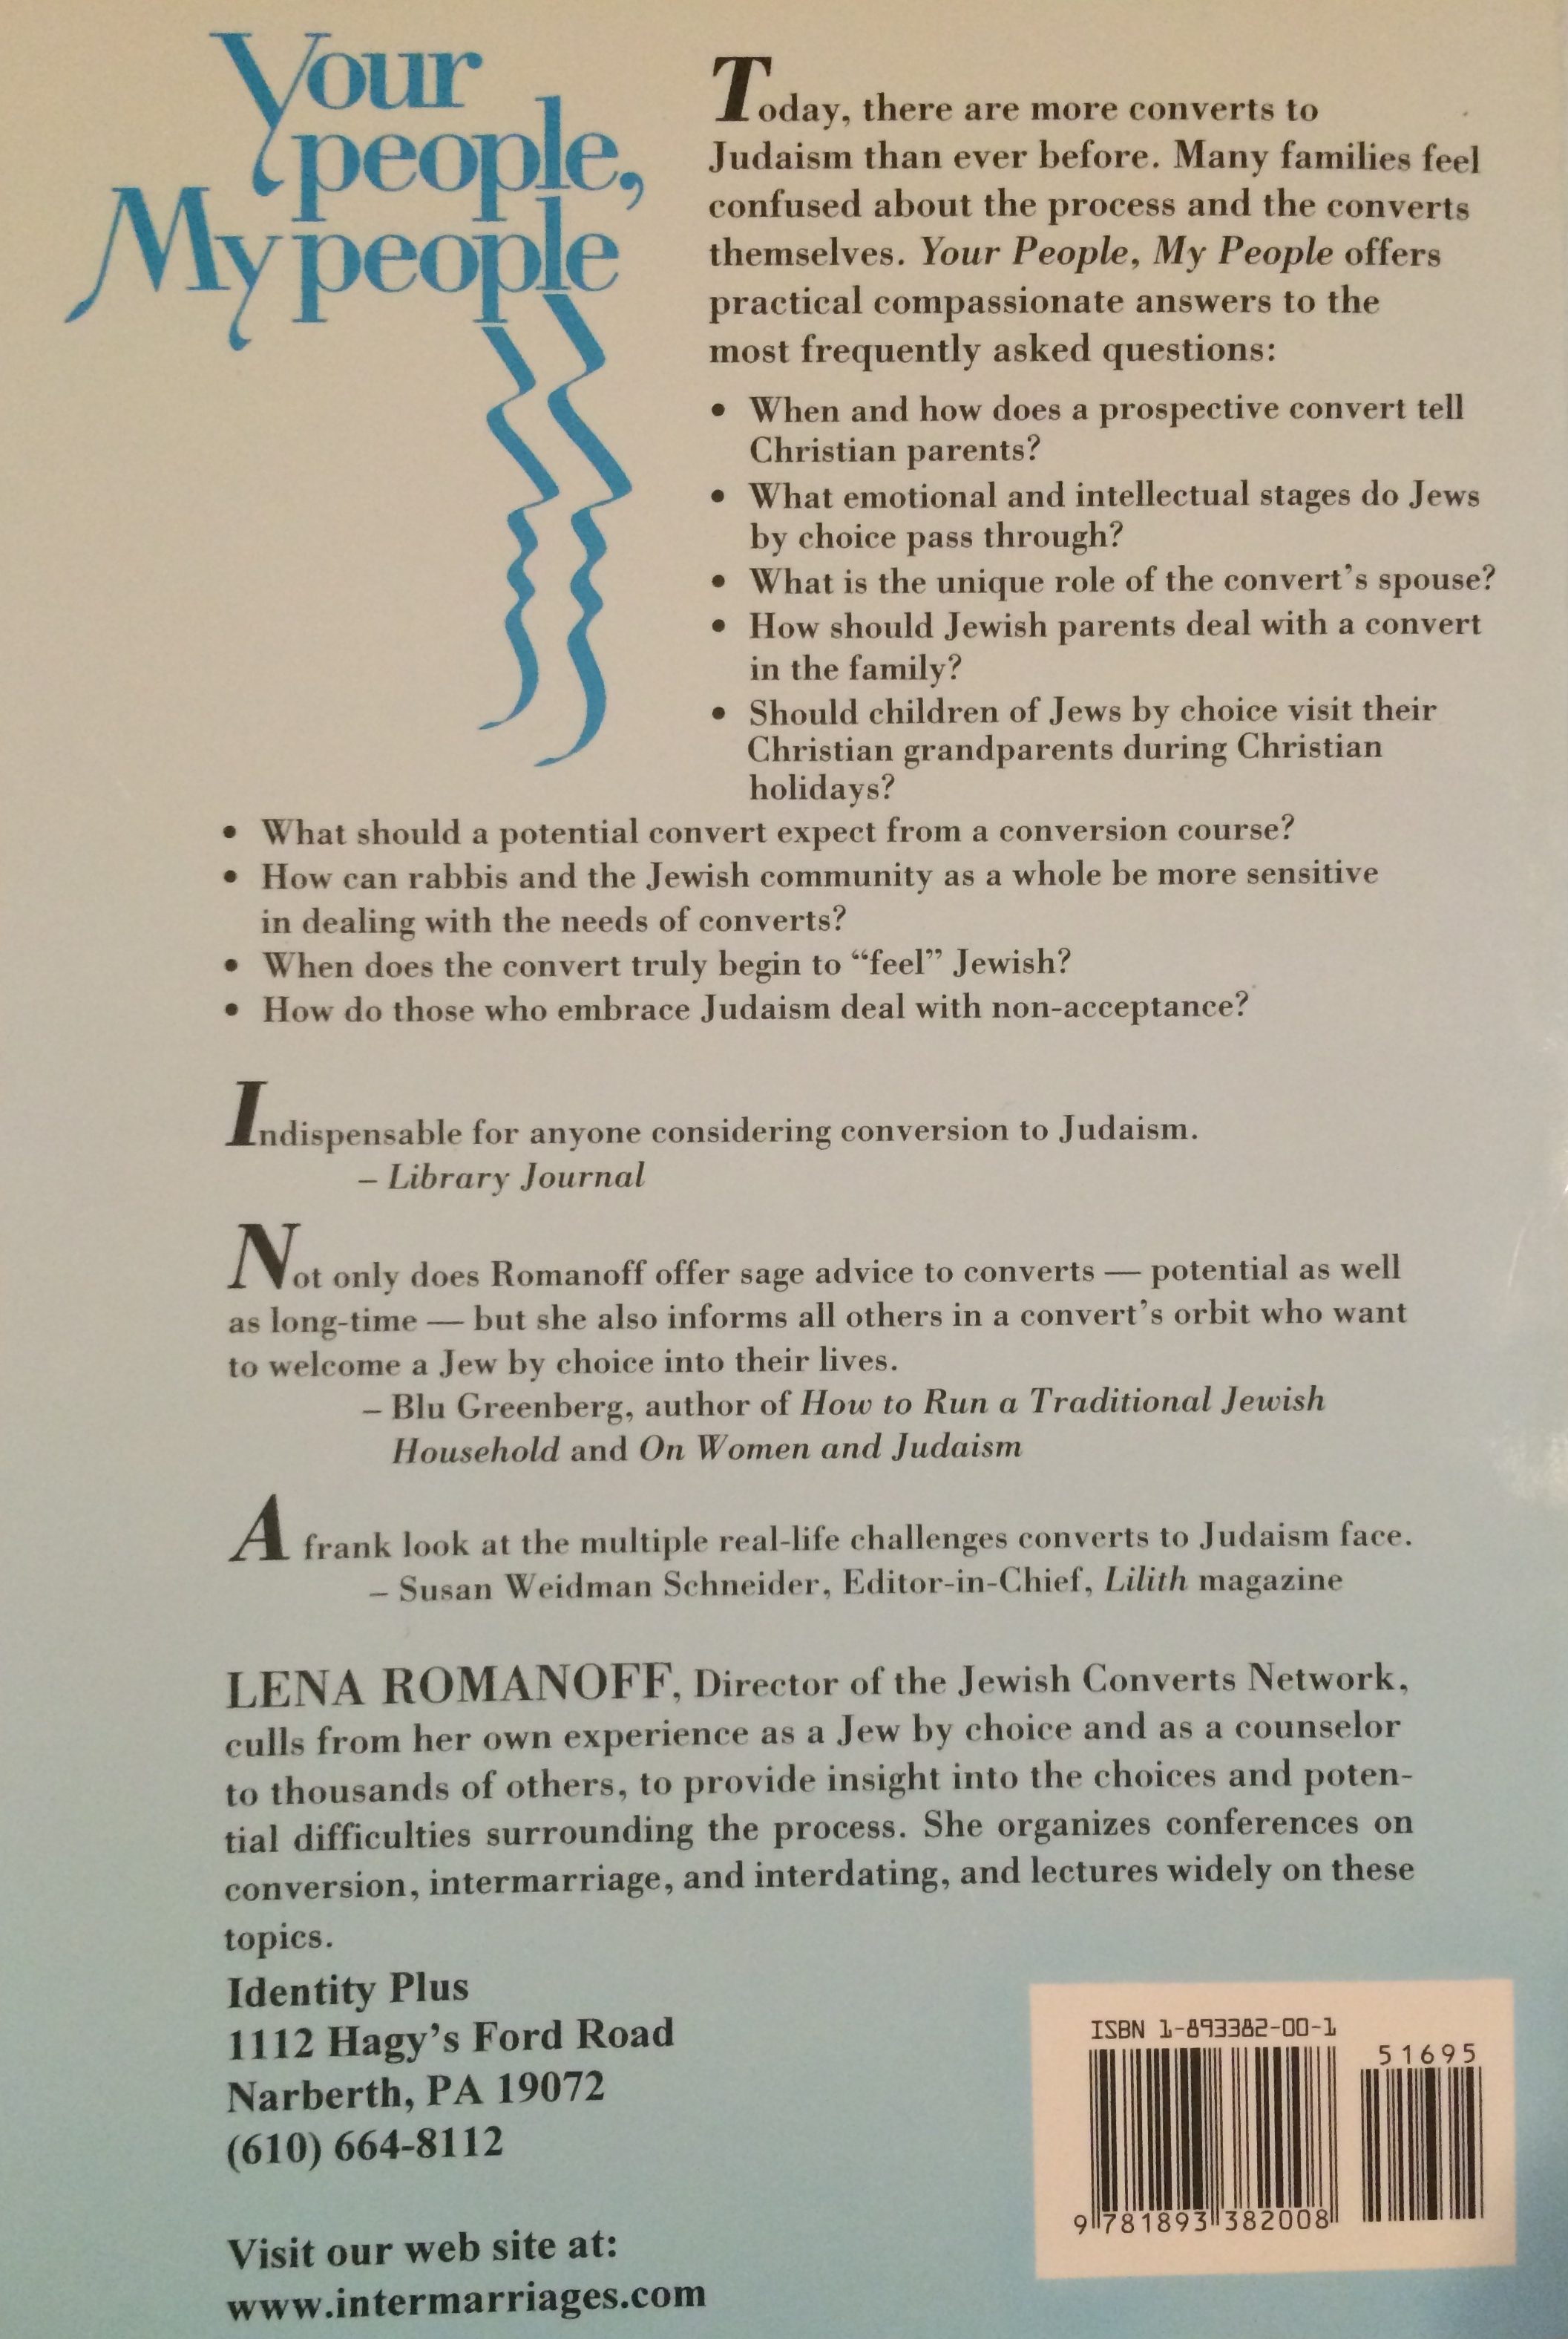 Your
people,
My people
Today, there are more converts to
Judaism than ever before. Many families feel
confused about the process and the converts
themselves. Your People, My People offers
practical compassionate answers to the
most frequently asked questions:
• When and how does a prospective convert tell
Christian parents?
• What emotional and intellectual stages do Jews
by choice pass through?
• What is the unique role of the convert's spouse?
• How should Jewish parents deal with a convert
in the family?
• Should children of Jews by choice visit their
Christian grandparents during Christian
holidays?
• What should a potential convert expect from a conversion course?
• How can rabbis and the Jewish community as a whole be more sensitive
in dealing with the needs of converts?
• When does the convert truly begin to “feel” Jewish?
• How do those who embrace Judaism deal with non-acceptance?
Indispensable for anyone considering conversion to Judaism.
– Library Journal
Not only does Romanoff offer sage advice to converts — potential as well
as long-time — but she also informs all others in a convert's orbit who want
to welcome a Jew by choice into their lives.
– Blu Greenberg, author of How to Run a Traditional Jewish
Household and On Women and Judaism
A frank look at the multiple real-life challenges converts to Judaism face.
– Susan Weidman Schneider, Editor-in-Chief, Lilith magazine
LENA ROMANOFF, Director of the Jewish Converts Network,
culls from her own experience as a Jew by choice and as a counselor
to thousands of others, to provide insight into the choices and poten-
tial difficulties surrounding the process. She organizes conferences on
conversion, intermarriage, and interdating, and lectures widely on these
topics.
Identity Plus
1112 Hagy's Ford Road
Narberth, PA 19072
(610) 664-8112
Visit our web site at:
www.intermarriages.com
ISBN 1-893382-00-1
51695
9 781893 382008